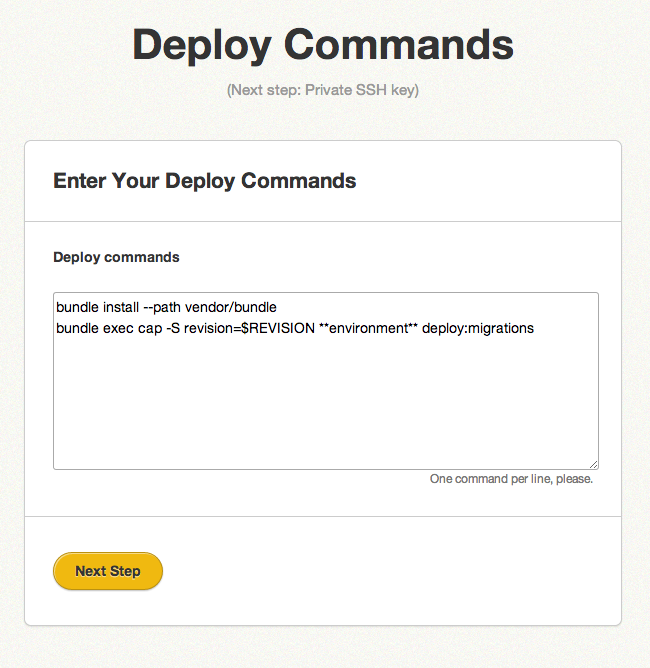 Deploy Commands
(Next step: Private SSH key)
Enter Your Deploy Commands
Deploy commands
bundle install --path vendor/bundle
bundle exec cap -S revision=$REVISION **environment** deploy:migrations
One command per line, please.
Next Step